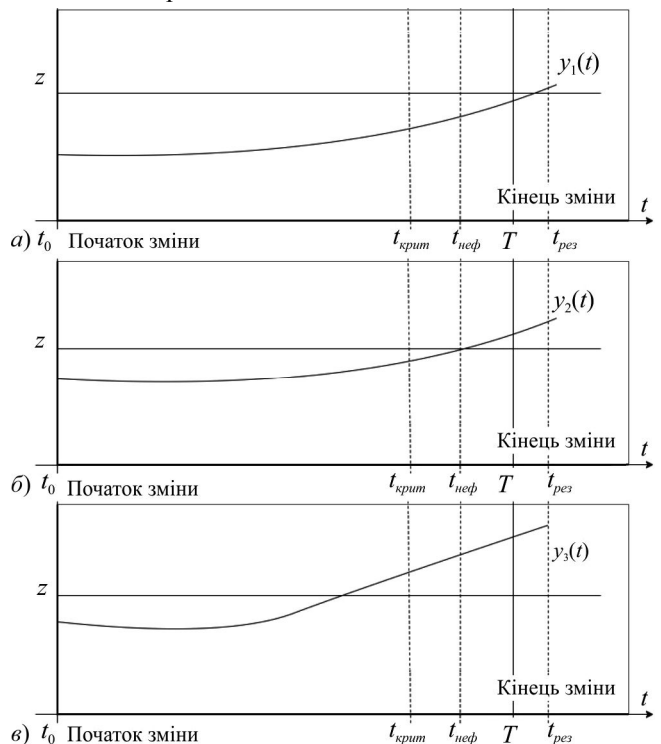 z
y₁(t)
Кінець зміни
t
а) t₀ Початок зміни
tкрит
tнеф
T
tрез
z
y₂(t)
Кінець зміни
t
б) t₀ Початок зміни
tкрит
tнеф
T
tрез
z
y₃(t)
Кінець зміни
t
в) t₀ Початок зміни
tкрит
tнеф
T
tрез